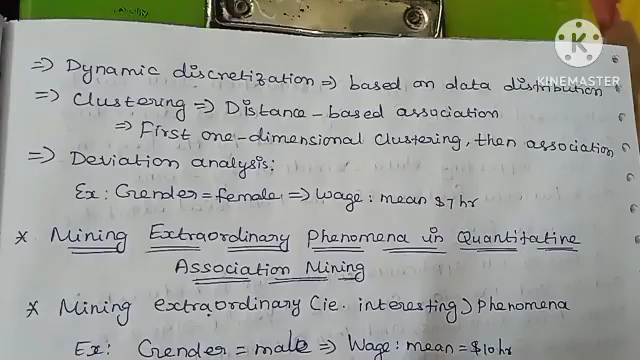 KINEMASTER
=> Dynamic discretization => based on data distribution
=> Clustering => Distance-based association
=> First one-dimensional clustering, then association
=> Deviation analysis:
Ex: Gender = female => Wage: mean $7 hr
* Mining Extraordinary Phenomena in Quantitative
Association Mining
* Mining extraordinary (ie. interesting) Phenomena
Ex: Gender = male => Wage: mean = $10 hr